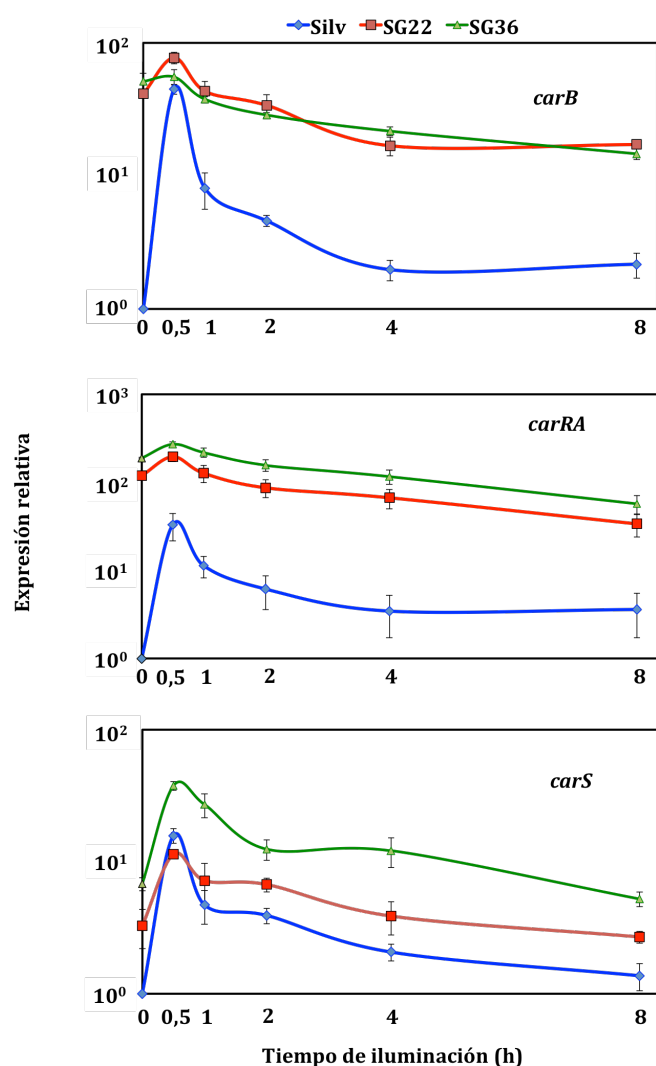 Silv SG22 SG36
10²
carB
10¹
10⁰
0 0,5 1 2 4 8
10³
carRA
10²
Expresión relativa
10¹
10⁰
0 0,5 1 2 4 8
10²
carS
10¹
10⁰
0 0,5 1 2 4 8
Tiempo de iluminación (h)